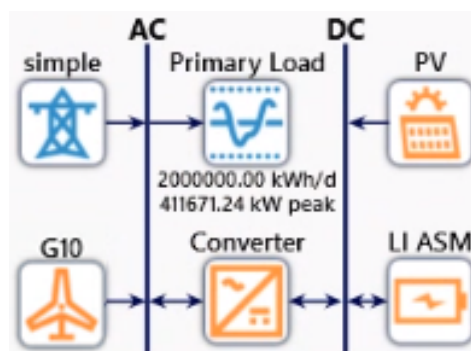 AC DC
simple Primary Load PV
2000000.00 kWh/d
411671.24 kW peak
G10 Converter LI ASM